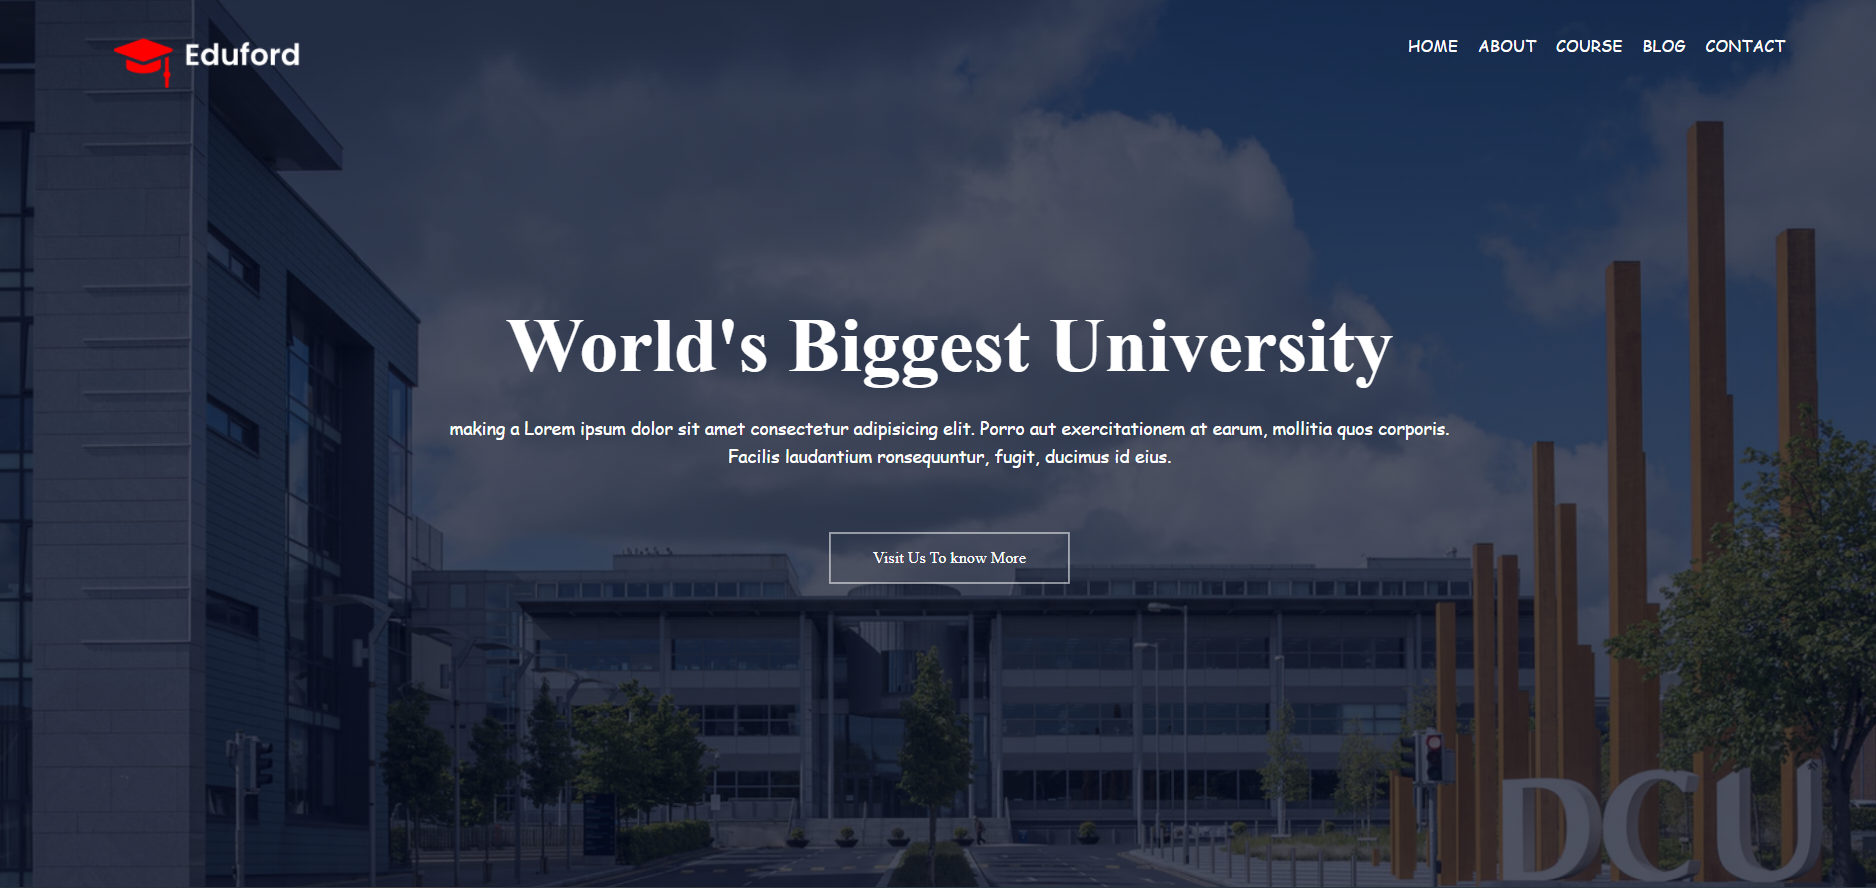 Eduford
HOME ABOUT COURSE BLOG CONTACT
World's Biggest University
making a Lorem ipsum dolor sit amet consectetur adipisicing elit. Porro aut exercitationem at earum, mollitia quos corporis.
Facilis laudantium ronsequuntur, fugit, ducimus id eius.
Visit Us To know More
DCU